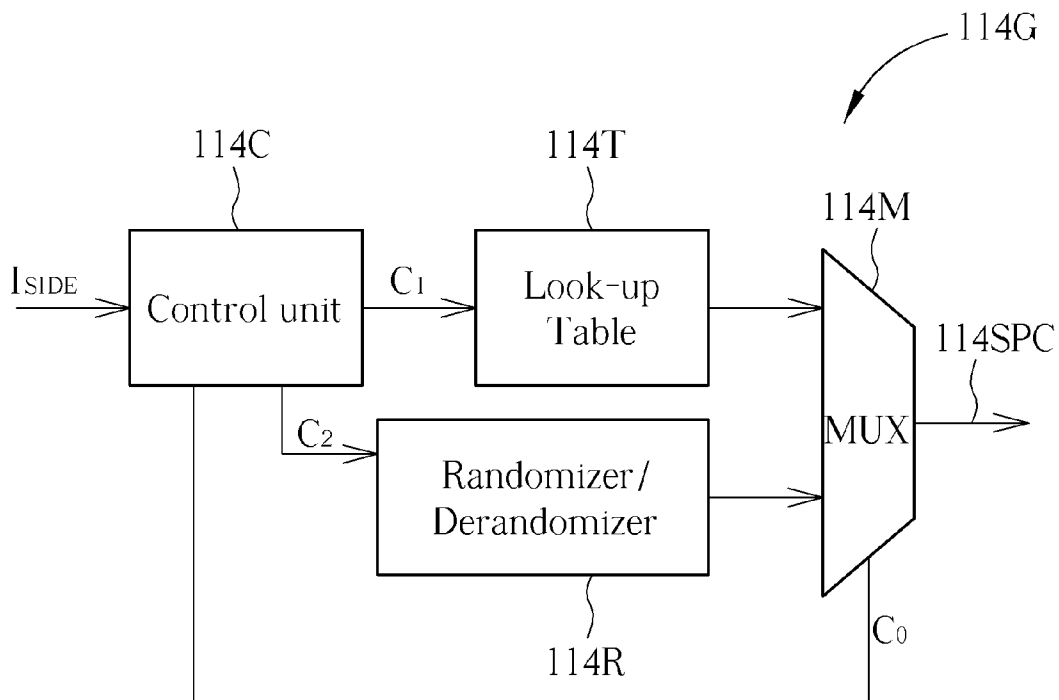 114G
114C
114T
114M
ISIDE
Control unit
C1
Look-up
Table
114SPC
MUX
C2
Randomizer/
Derandomizer
114R
C0